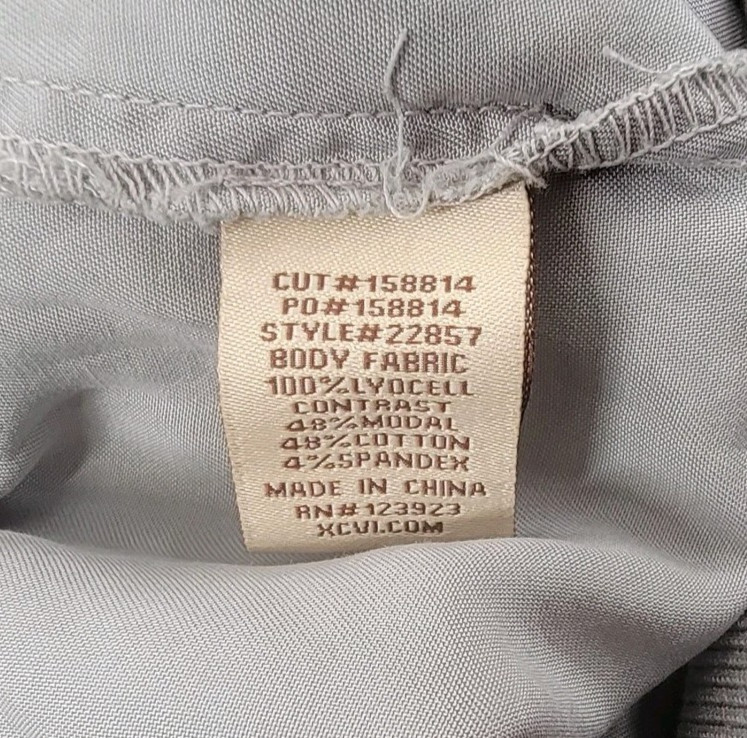 CUT#158814
PO#158814
STYLE#22857
BODY FABRIC
100%LYOCELL
CONTRAST
48%MODAL
48%COTTON
4%SPANDEX
MADE IN CHINA
RN#123923
XCVI.COM